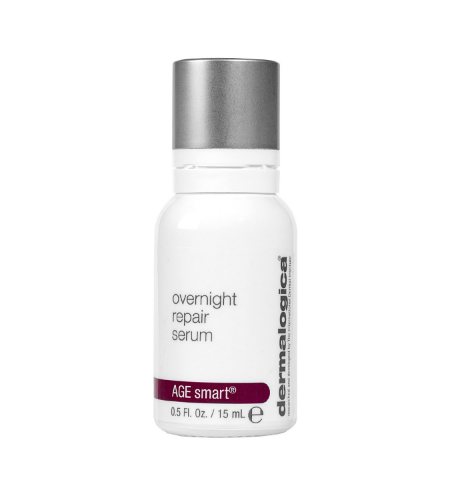 overnight
repair
serum
AGE smart®
0.5 Fl. Oz. / 15 mL ℮
dermalogica®